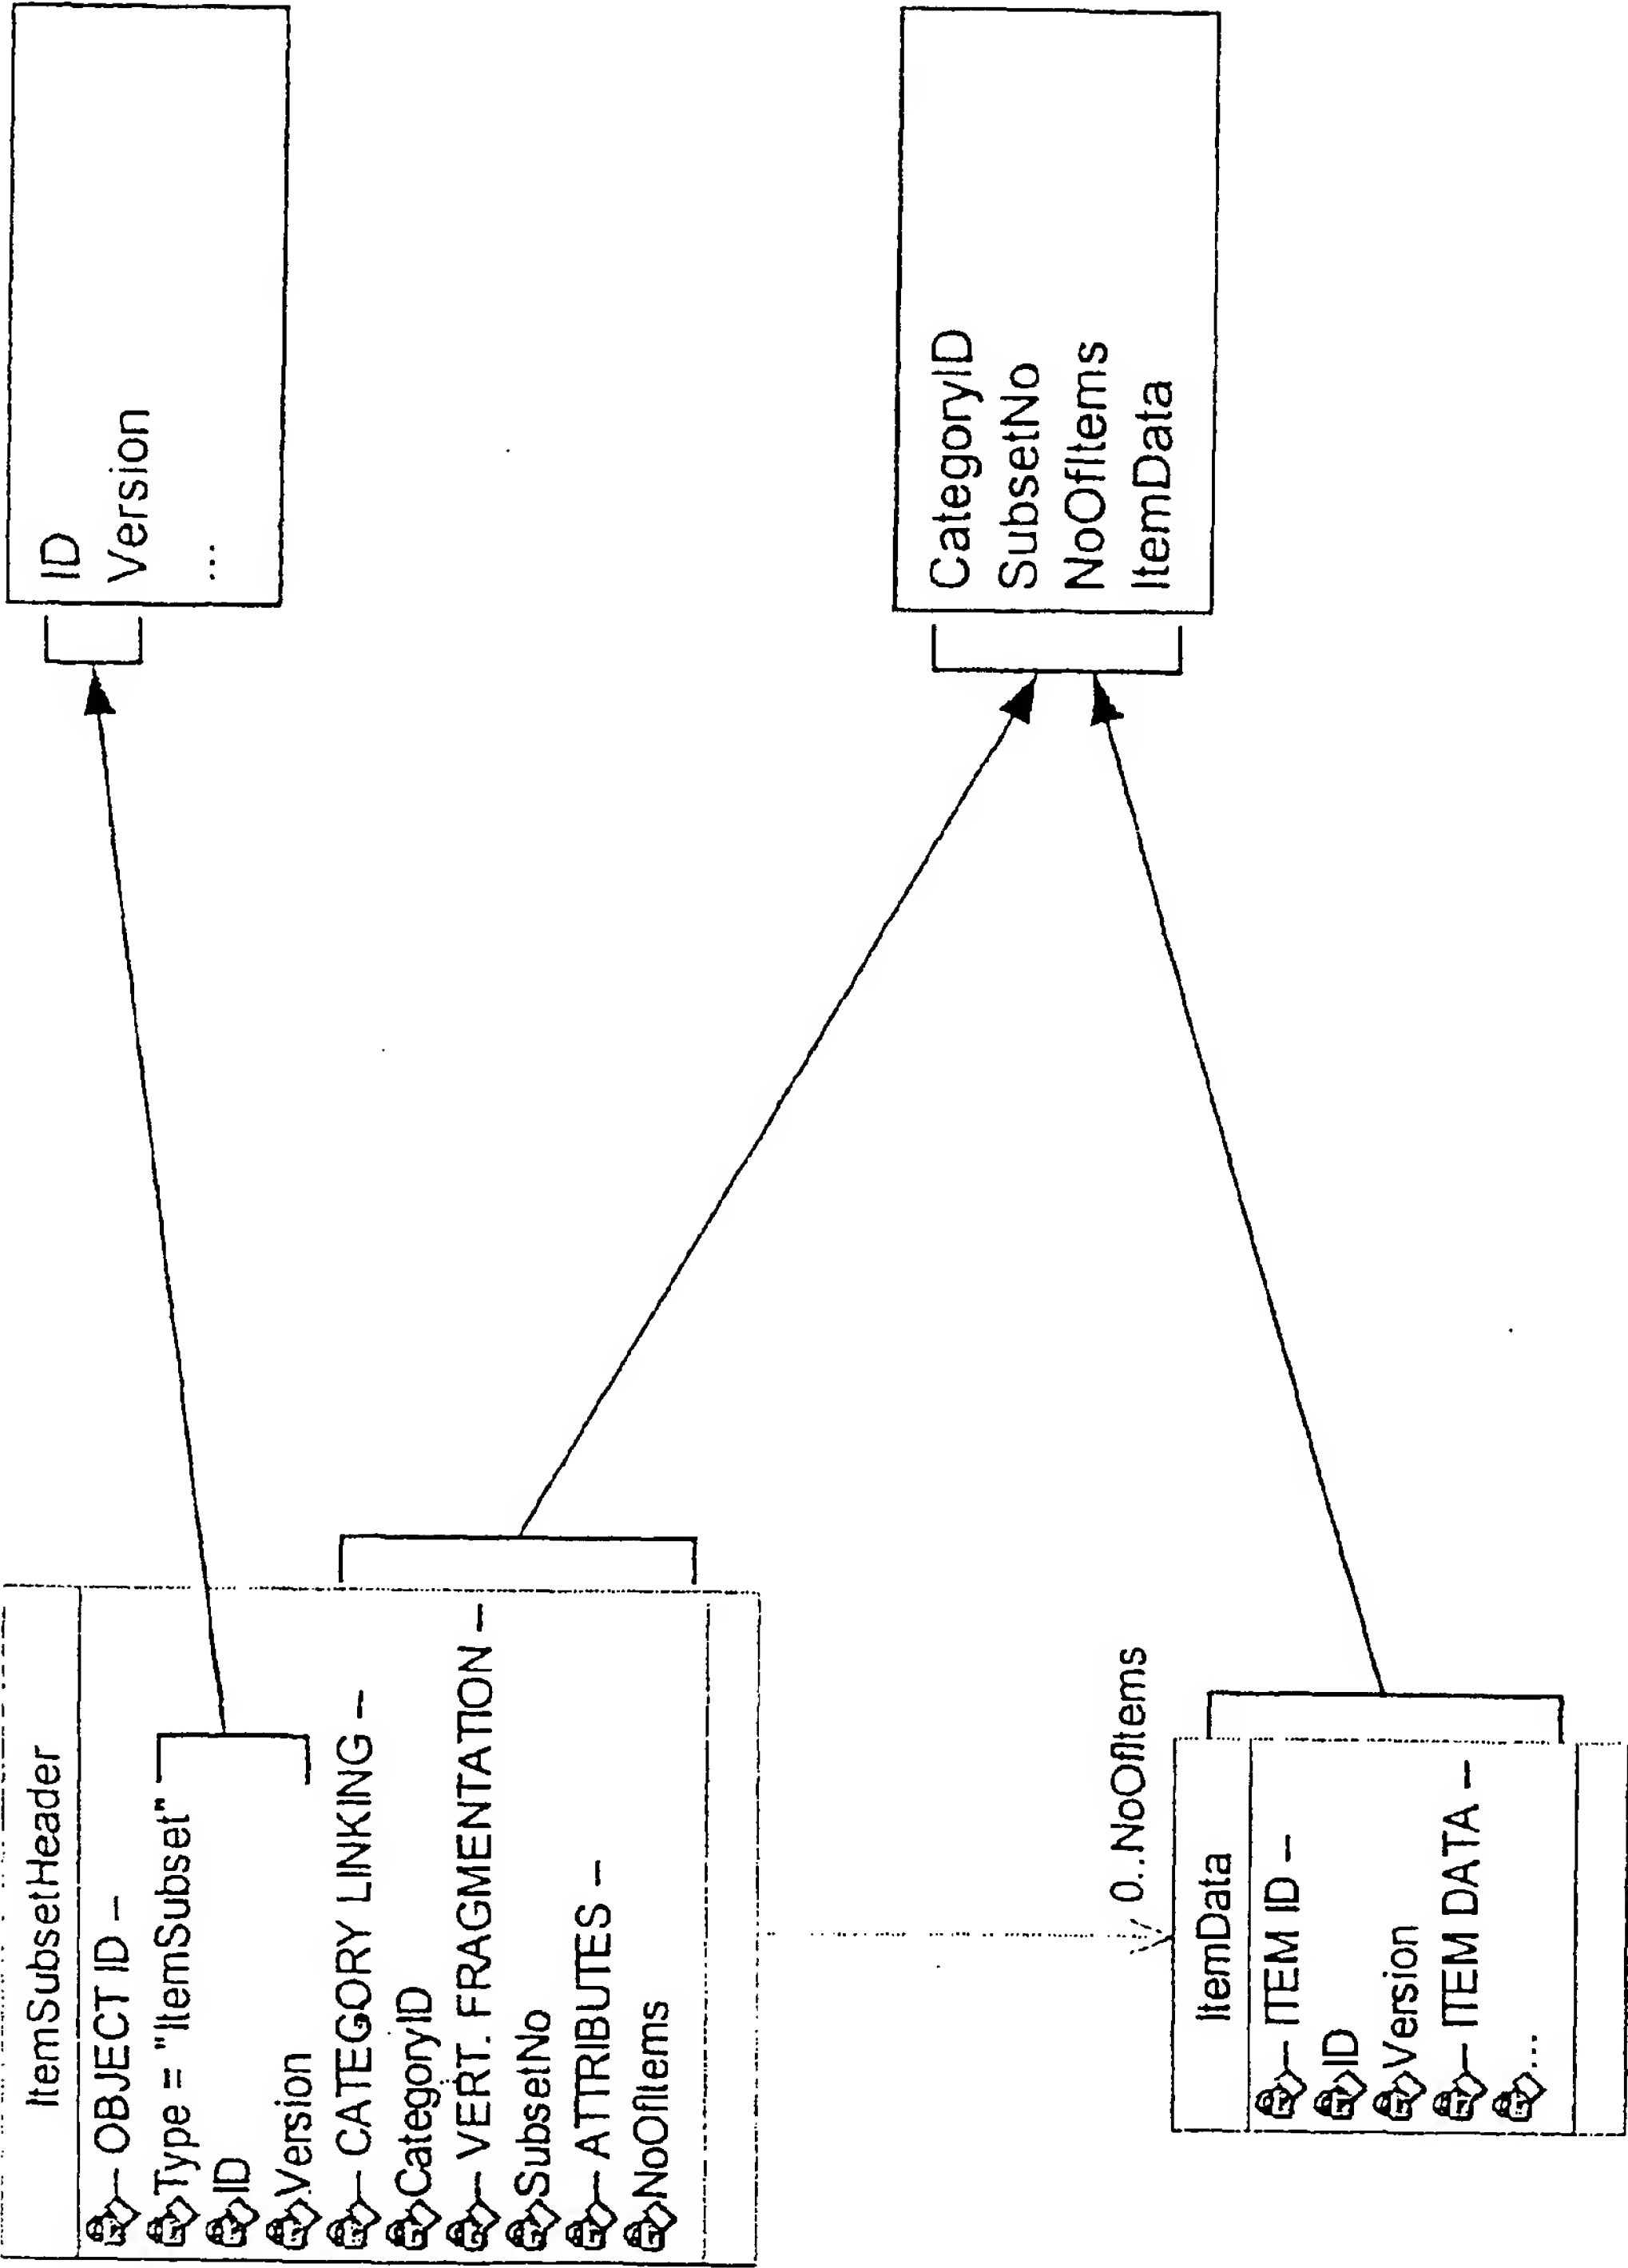 ItemSubsetHeader
– OBJECT ID –
Type = "ItemSubset"
ID
Version
– CATEGORY LINKING –
CategoryID
– VERT. FRAGMENTATION –
SubsetNo
– ATTRIBUTES –
NoOfItems
ID
Version
...
0..NoOfItems
ItemData
– ITEM ID –
ID
Version
– ITEM DATA –
...
CategoryID
SubsetNo
NoOfItems
ItemData